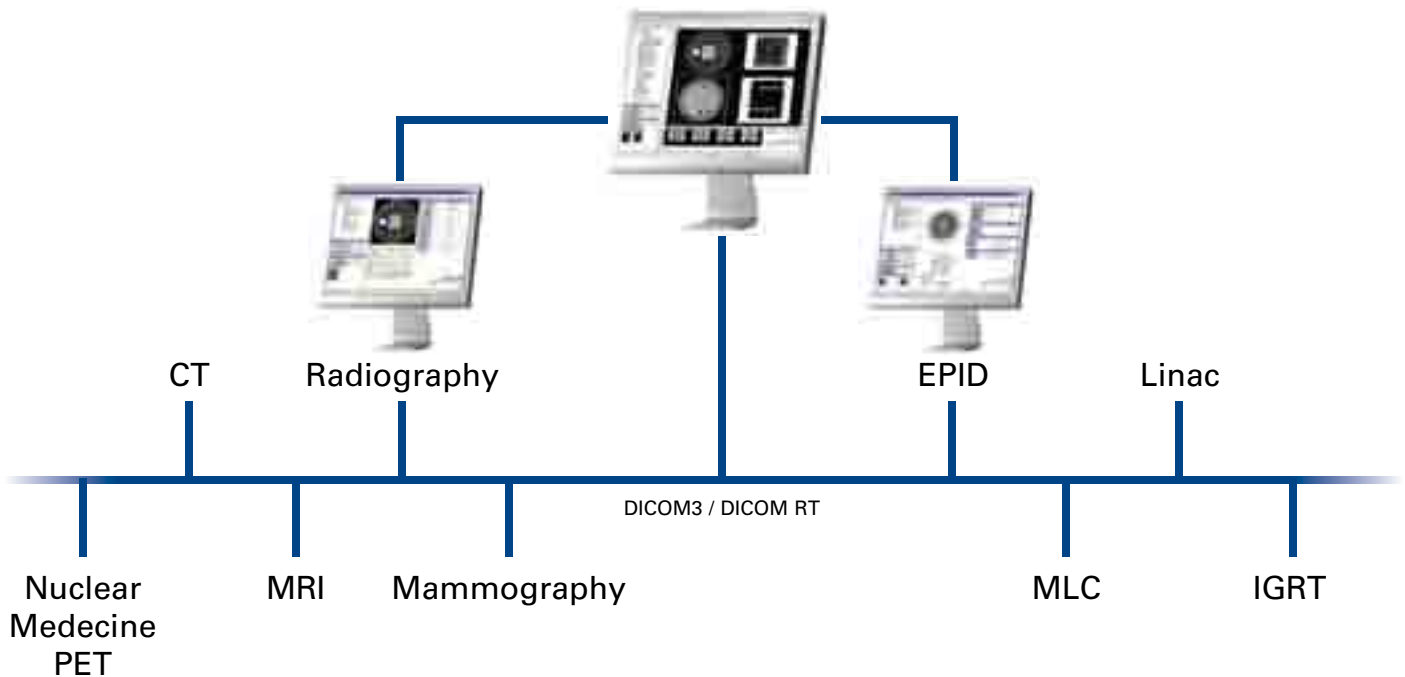 CT
Radiography
EPID
Linac
DICOM3 / DICOM RT
Nuclear
Medecine
PET
MRI
Mammography
MLC
IGRT